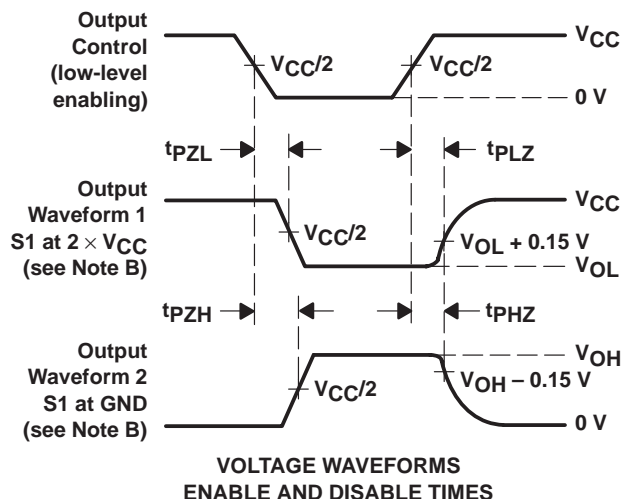 Output
Control
(low-level
enabling)
VCC
VCC/2
VCC/2
0 V
tPZL
tPLZ
Output
Waveform 1
S1 at 2 × VCC
(see Note B)
VCC
VCC/2
VOL + 0.15 V
VOL
tPZH
tPHZ
Output
Waveform 2
S1 at GND
(see Note B)
VOH
VCC/2
VOH – 0.15 V
0 V
VOLTAGE WAVEFORMS
ENABLE AND DISABLE TIMES